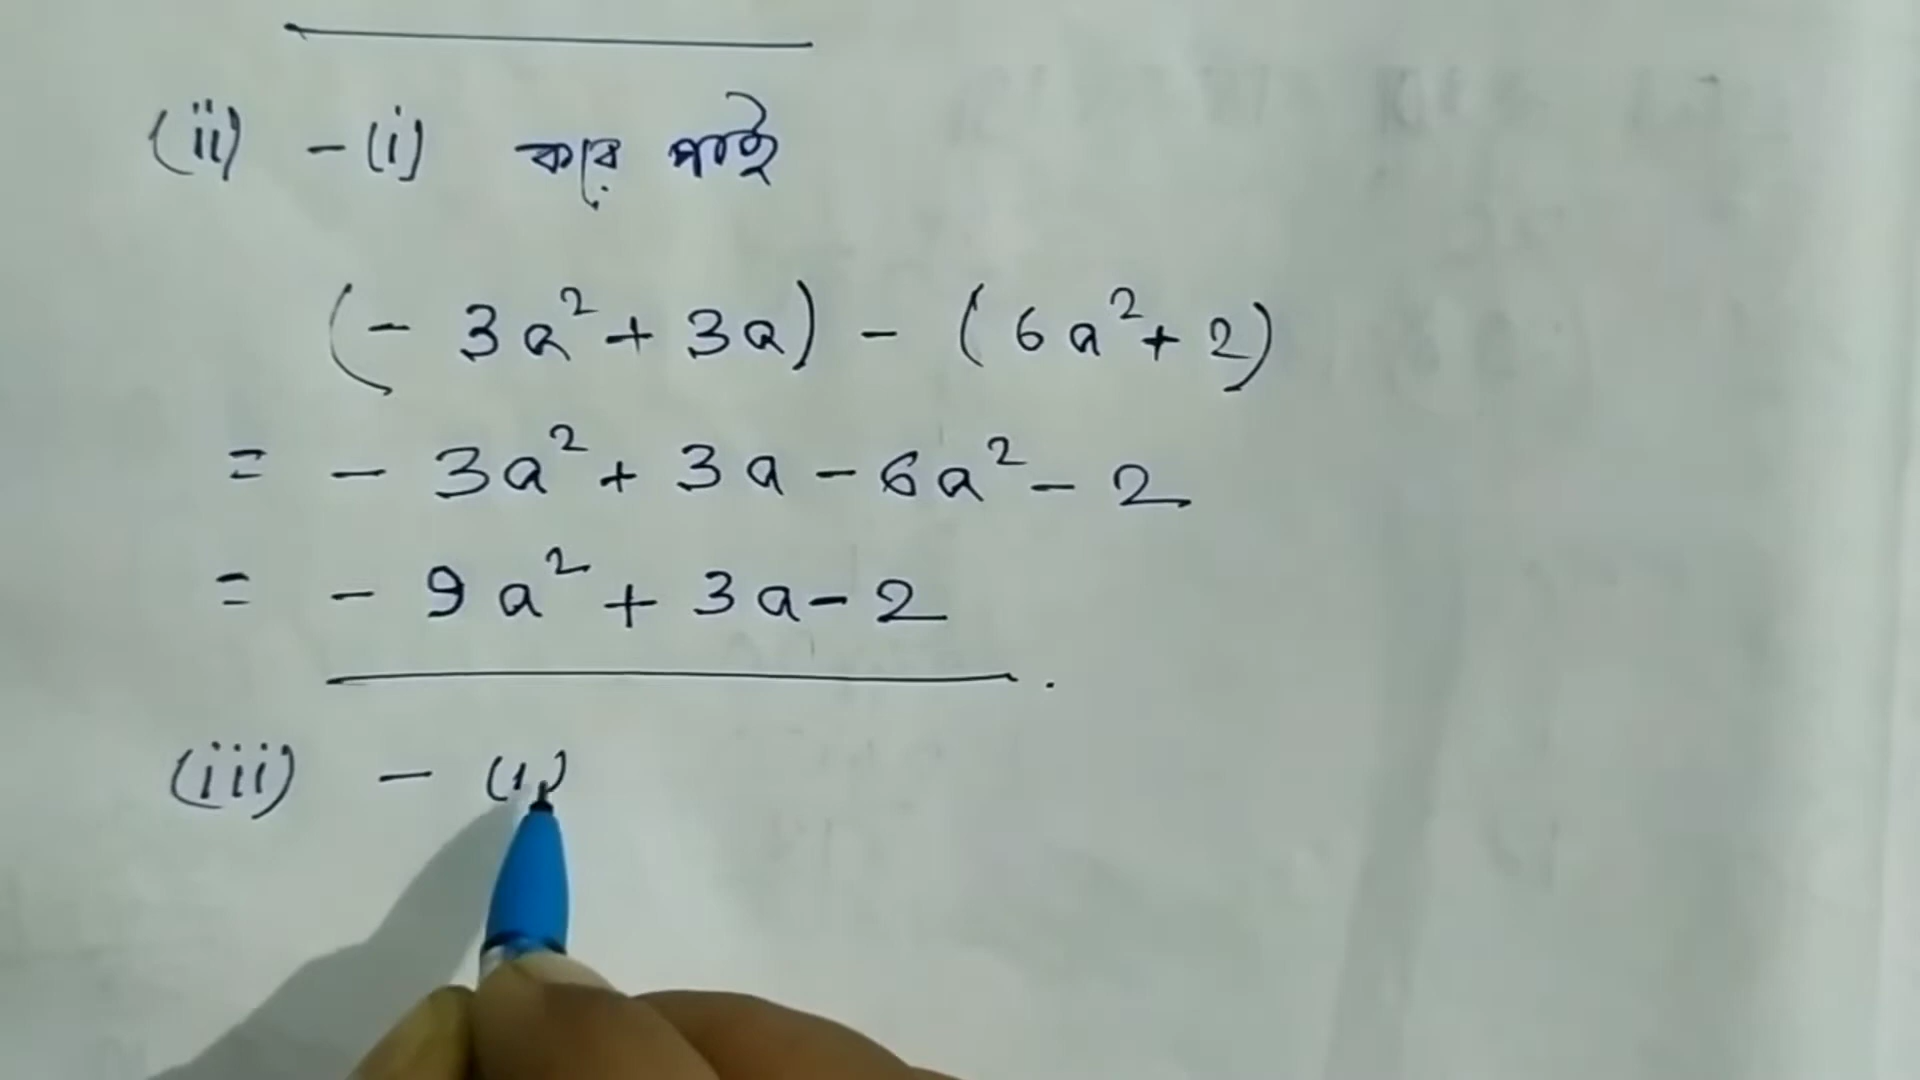 (ii) - (i) করে পাই
(- 3a² + 3a) - (6a² + 2)
= - 3a² + 3a - 6a² - 2
= - 9a² + 3a - 2
(iii) -